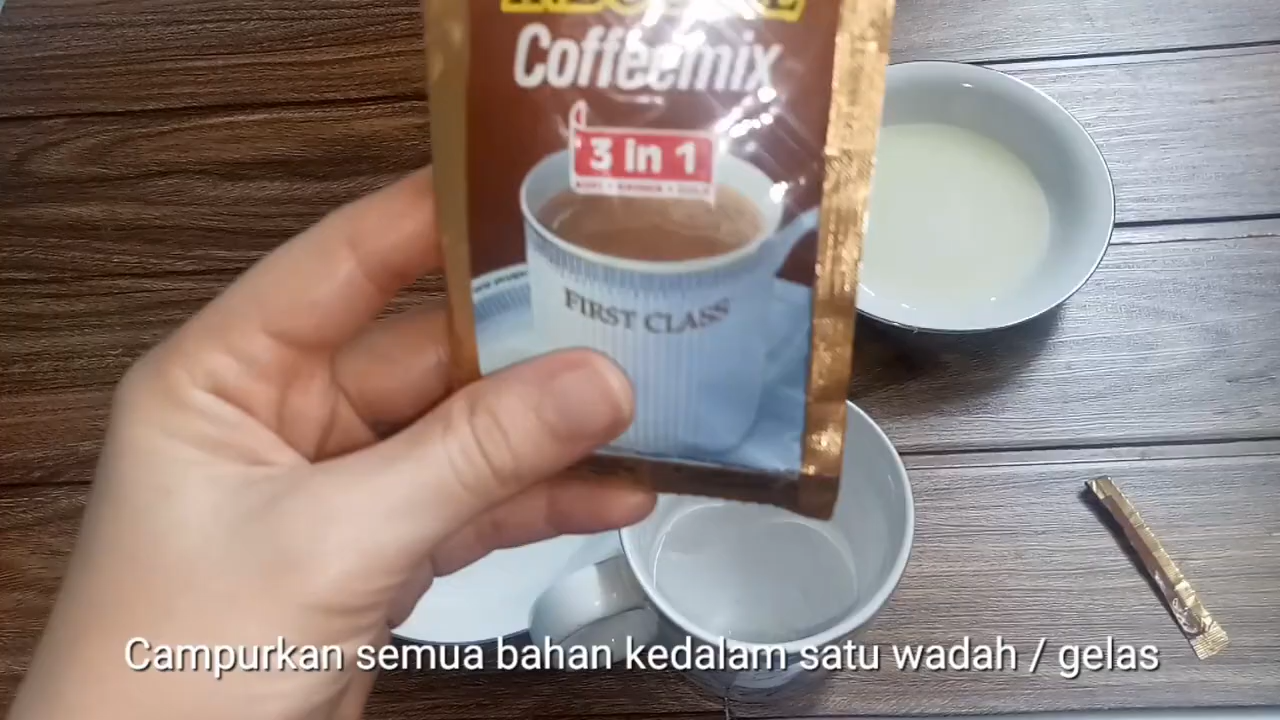 Coffeemix
3 in 1
FIRST CLASS
Campurkan semua bahan kedalam satu wadah / gelas